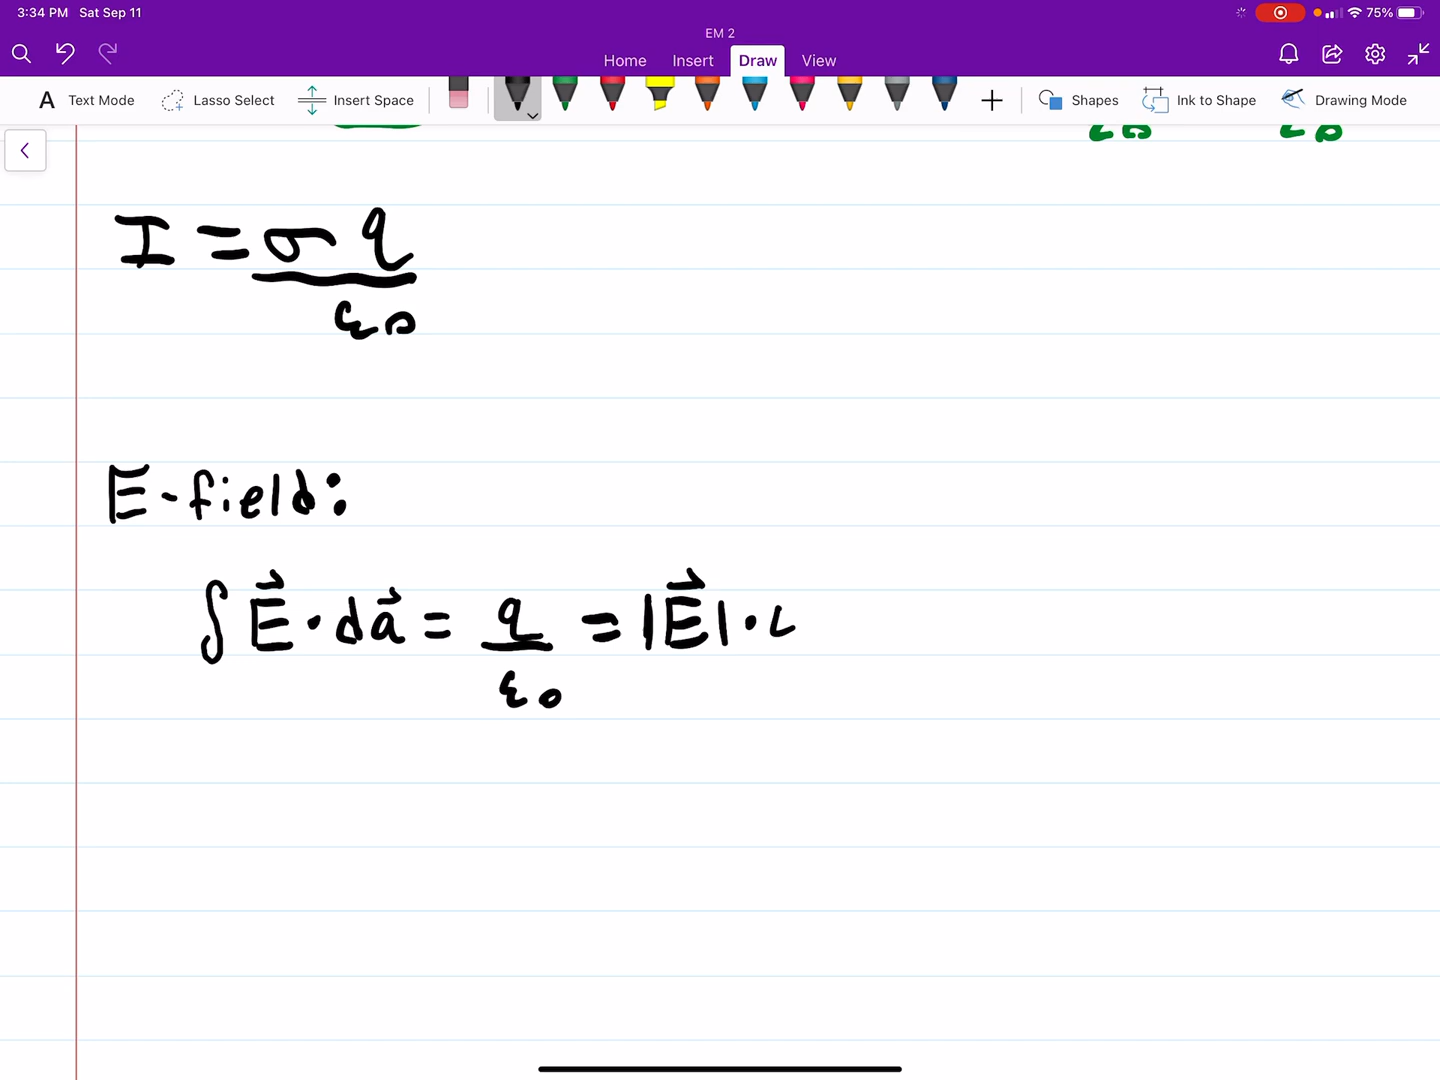 3:34 PM Sat Sep 11 75%
EM 2
Home Insert Draw View
A Text Mode Lasso Select Insert Space Shapes Ink to Shape Drawing Mode
I = σ q
ε0
E-field:
∫ E⃗ · da⃗ = q = |E⃗| · L
ε0